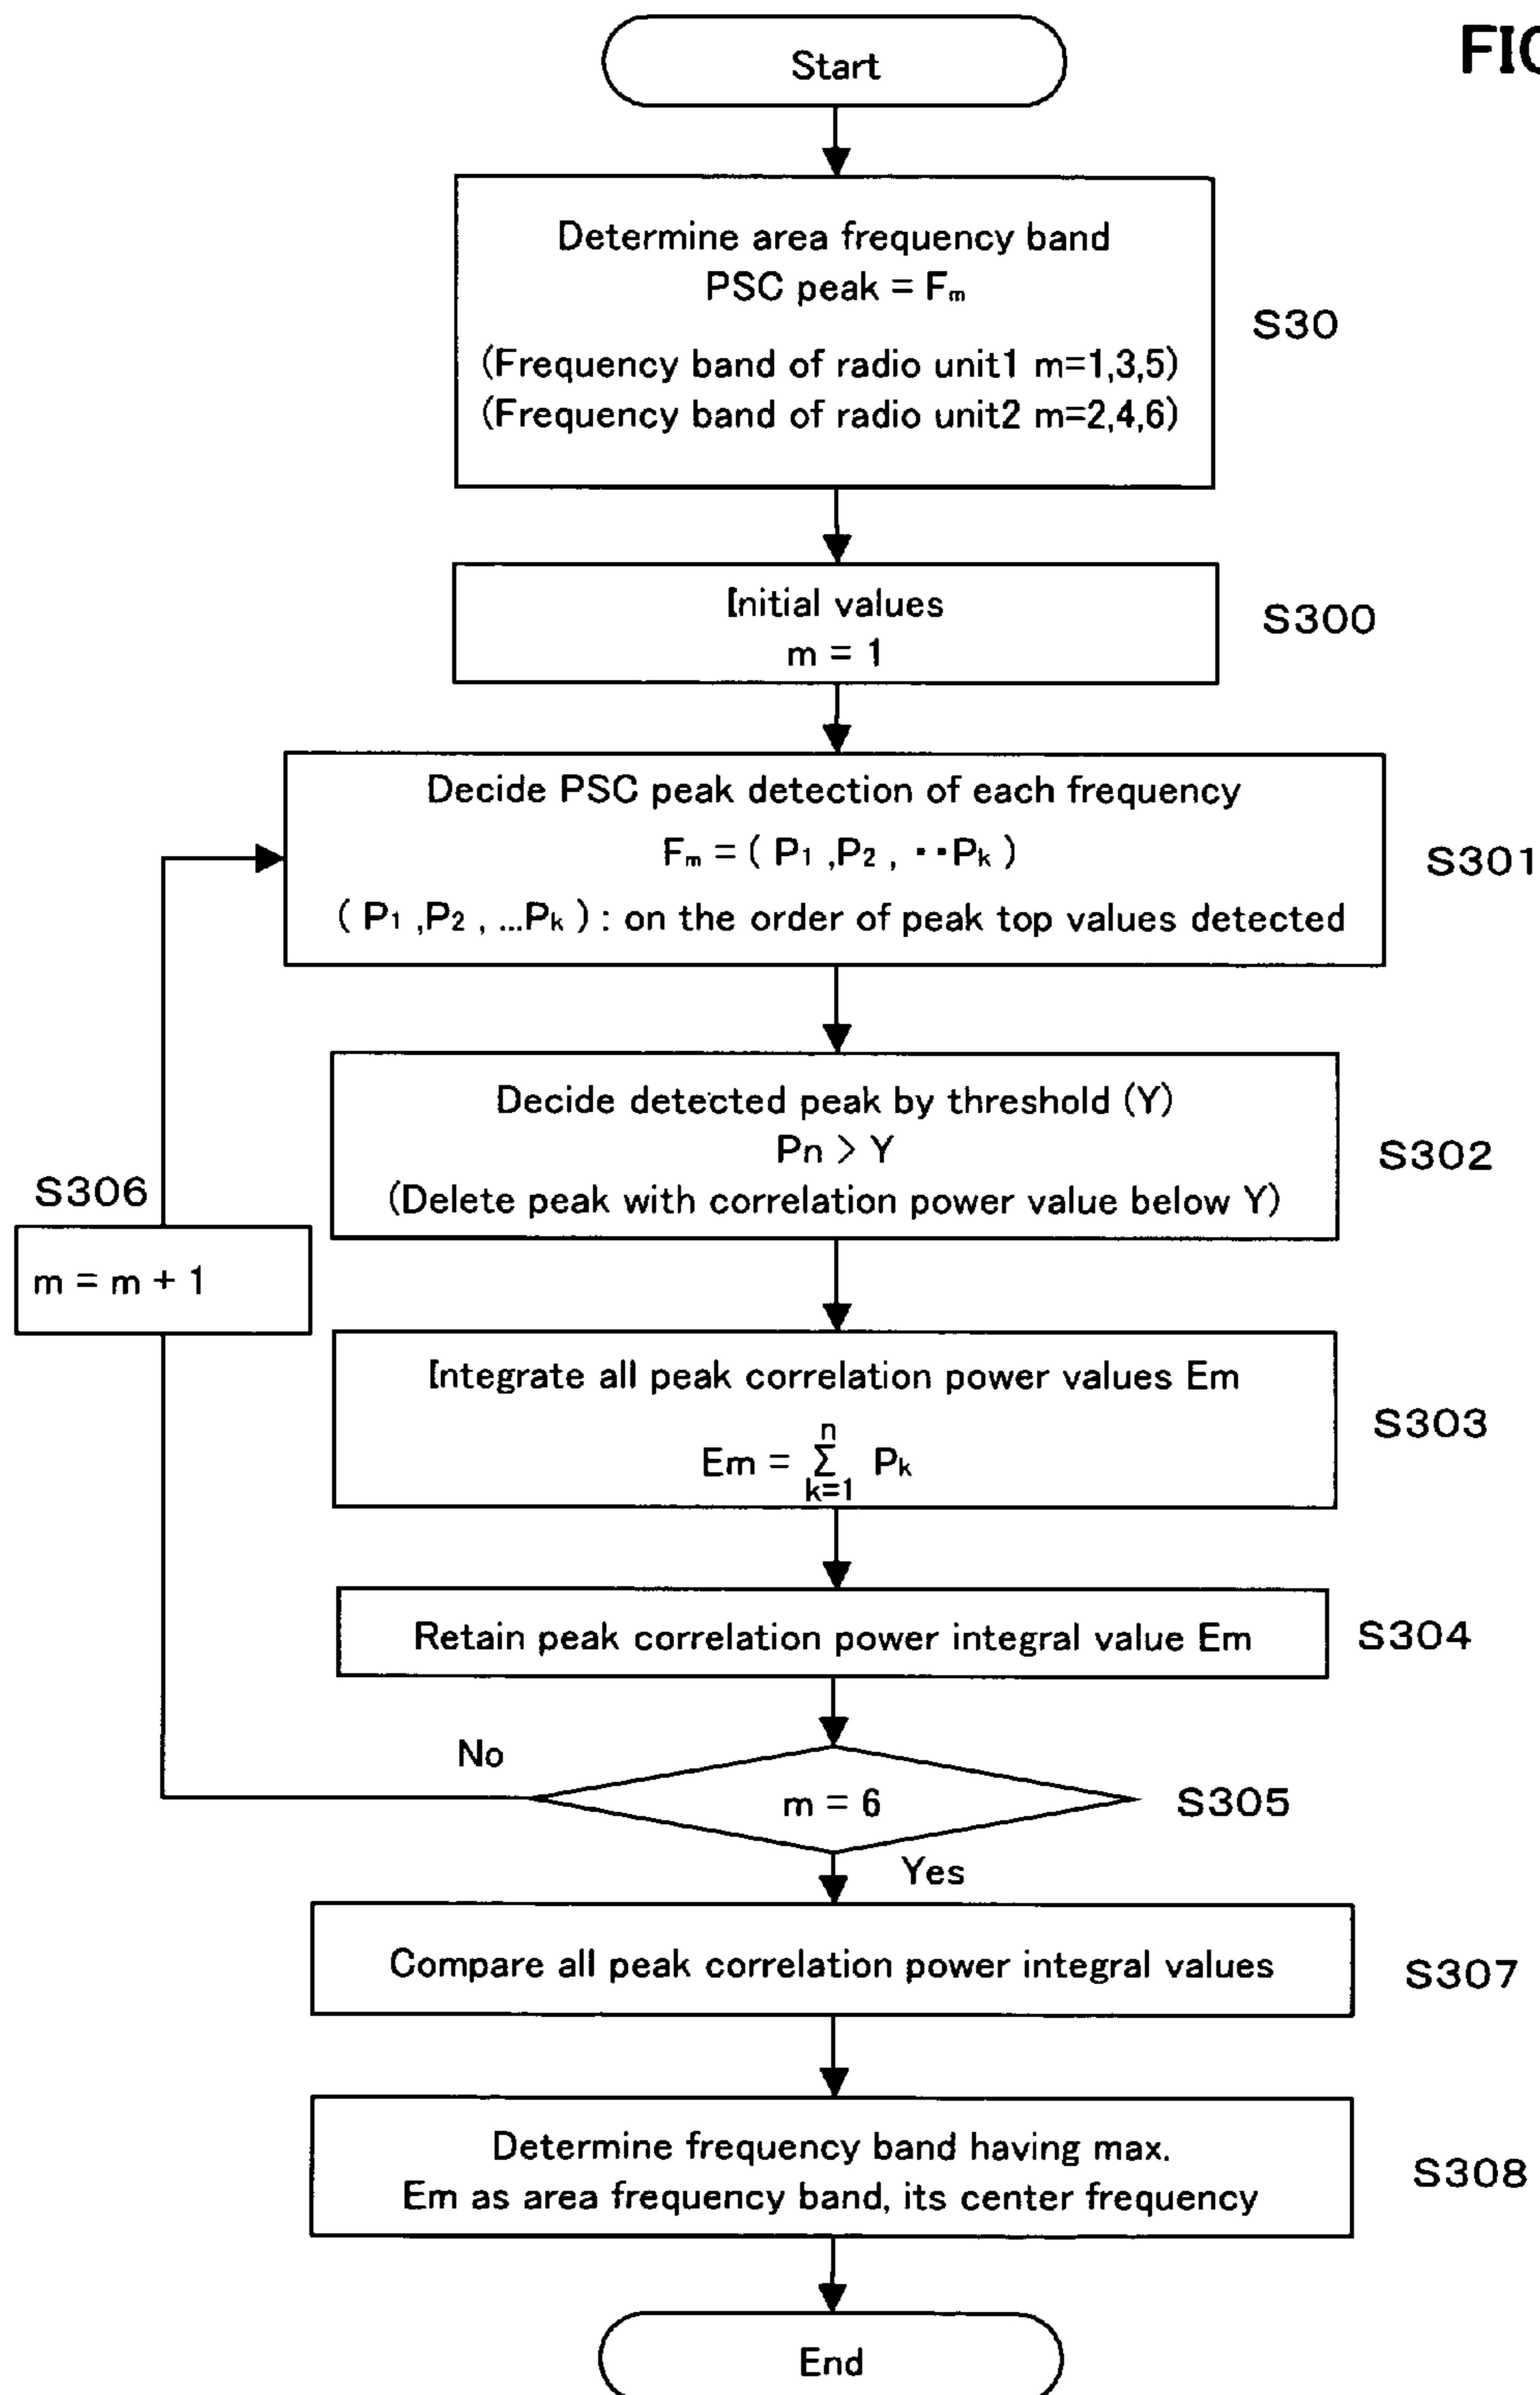 FIG
Start
Determine area frequency band
PSC peak = Fm
(Frequency band of radio unit1 m=1,3,5)
(Frequency band of radio unit2 m=2,4,6)
S30
Initial values
m = 1
S300
Decide PSC peak detection of each frequency
Fm = ( P1 ,P2 , ··Pk )
( P1 ,P2 , ...Pk ) : on the order of peak top values detected
S301
Decide detected peak by threshold (Y)
Pn > Y
(Delete peak with correlation power value below Y)
S302
S306
m = m + 1
Integrate all peak correlation power values Em
Em = Σ k=1 n Pk
S303
Retain peak correlation power integral value Em
S304
No
m = 6
S305
Yes
Compare all peak correlation power integral values
S307
Determine frequency band having max.
Em as area frequency band, its center frequency
S308
End